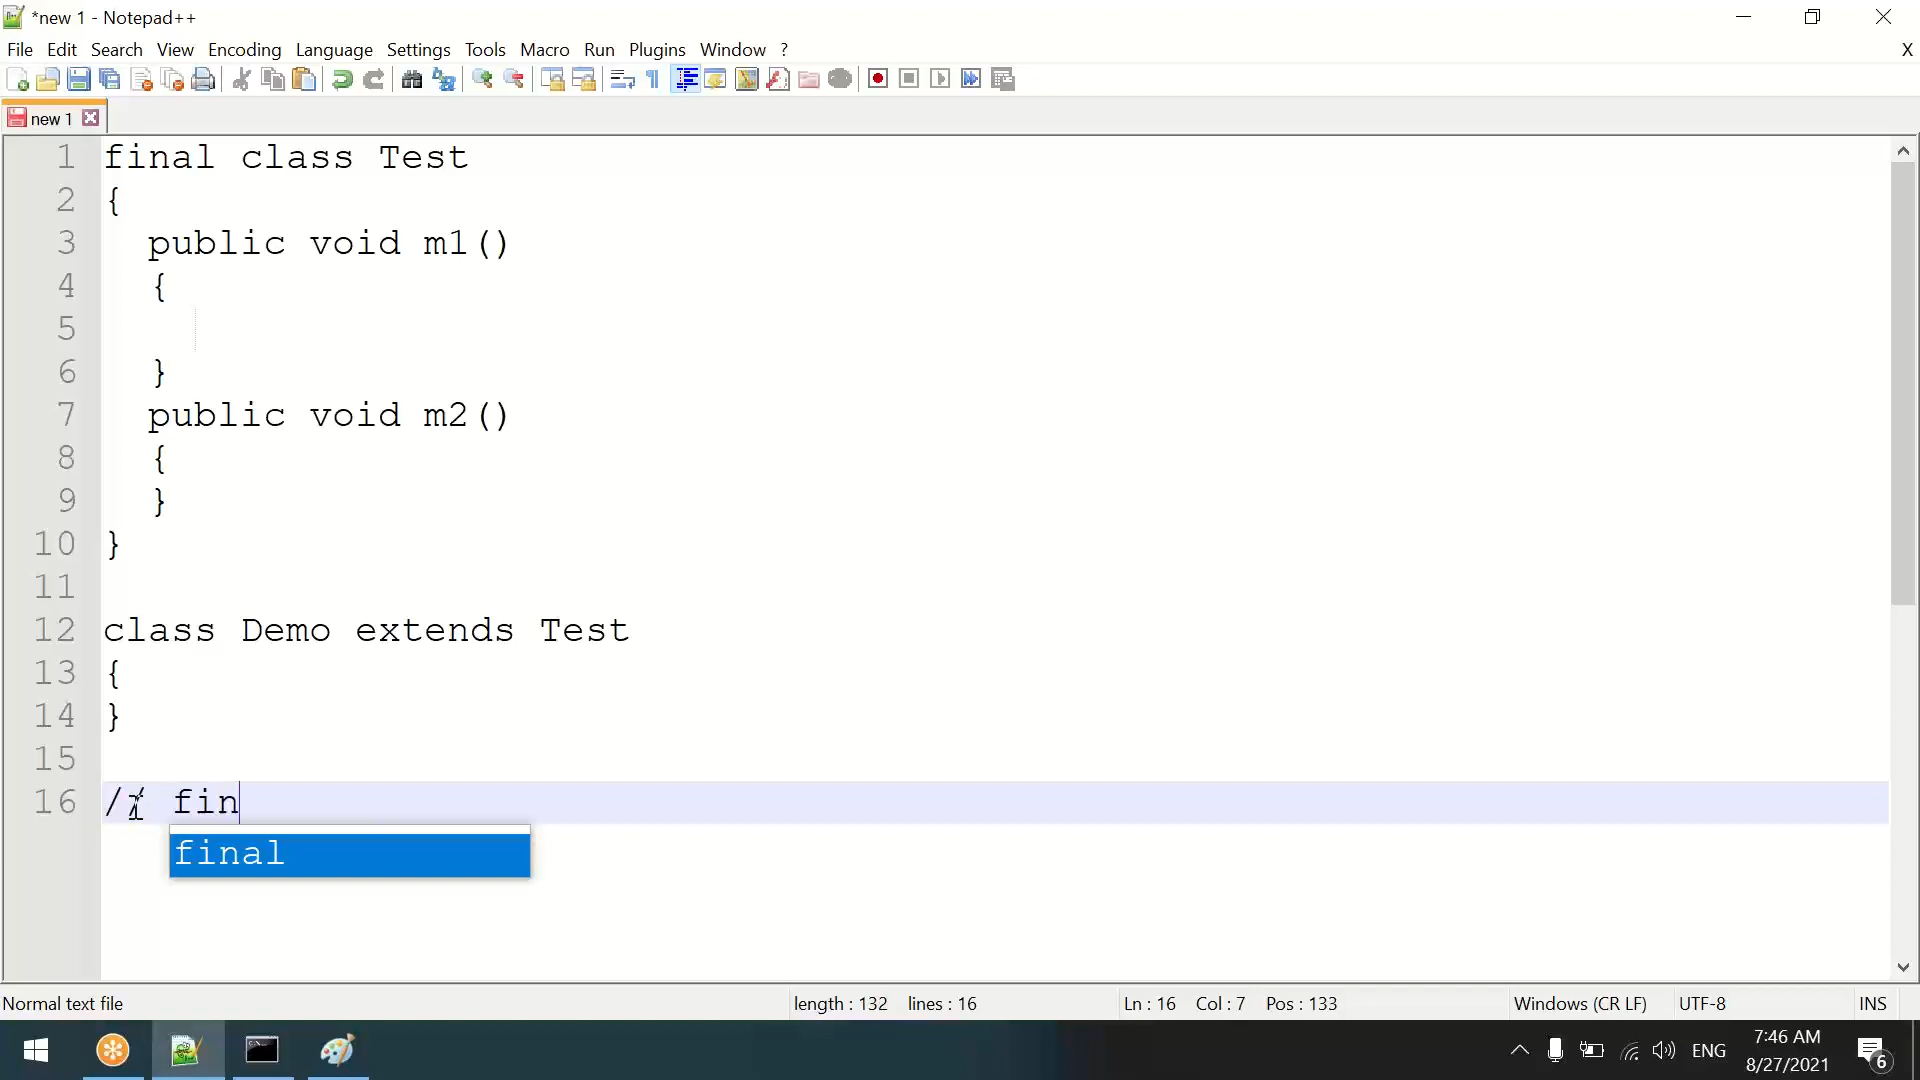 *new 1 - Notepad++
File Edit Search View Encoding Language Settings Tools Macro Run Plugins Window ? X
new 1
1 final class Test
2 {
3 public void m1()
4 {
5
6 }
7 public void m2()
8 {
9 }
10 }
11
12 class Demo extends Test
13 {
14 }
15
16 // fin
final
Normal text file length : 132 lines : 16 Ln : 16 Col : 7 Pos : 133 Windows (CR LF) UTF-8 INS
ENG 7:46 AM
8/27/2021 6